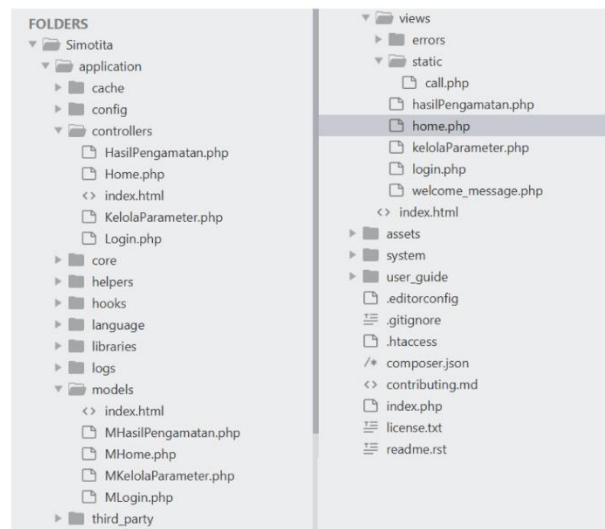 FOLDERS
Simotita
application
cache
config
controllers
HasilPengamatan.php
Home.php
index.html
KelolaParameter.php
Login.php
core
helpers
hooks
language
libraries
logs
models
index.html
MHasilPengamatan.php
MHome.php
MKelolaParameter.php
MLogin.php
third_party
views
errors
static
call.php
hasilPengamatan.php
home.php
kelolaParameter.php
login.php
welcome_message.php
index.html
assets
system
user_guide
.editorconfig
.gitignore
.htaccess
composer.json
contributing.md
index.php
license.txt
readme.rst